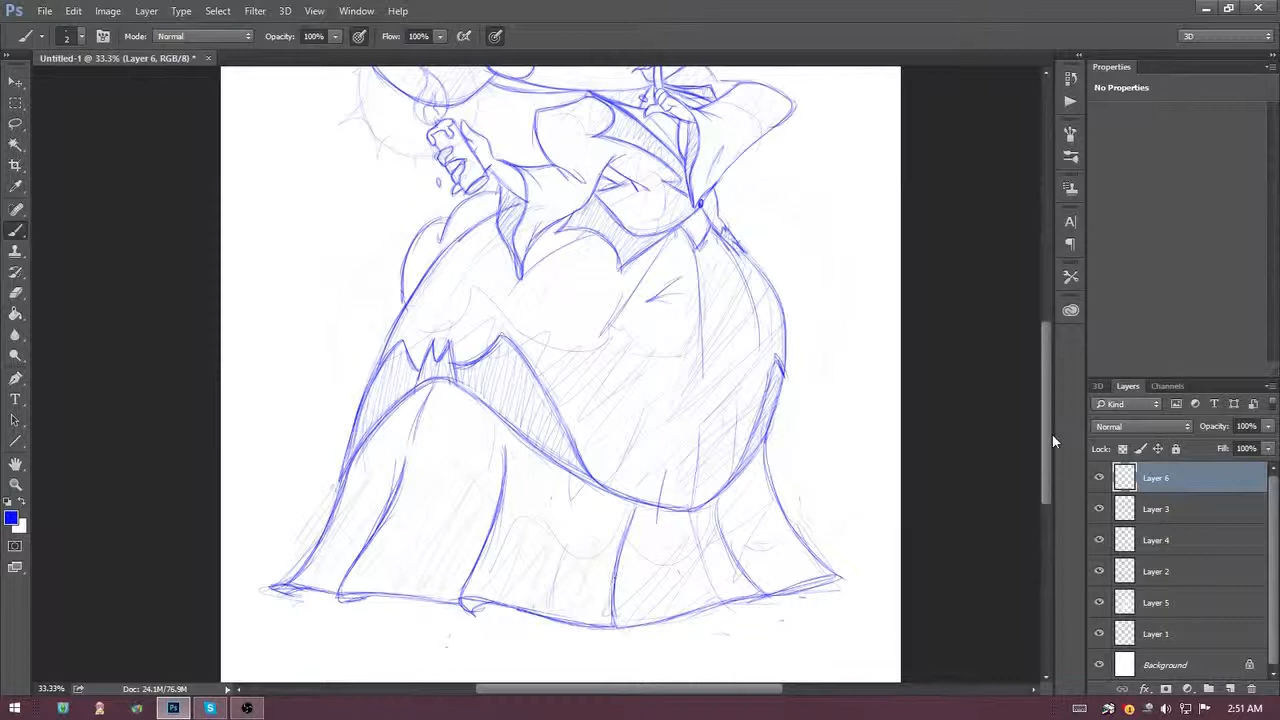 Ps File Edit Image Layer Type Select Filter 3D View Window Help
2 Mode: Normal Opacity: 100% Flow: 100% 3D
Untitled-1 @ 33.3% (Layer 6, RGB/8) *
Properties
No Properties
3D Layers Channels
Kind
Normal Opacity: 100%
Lock: Fill: 100%
Layer 6
Layer 3
Layer 4
Layer 2
Layer 5
Layer 1
Background
33.33% Doc: 24.1M/76.9M
2:51 AM